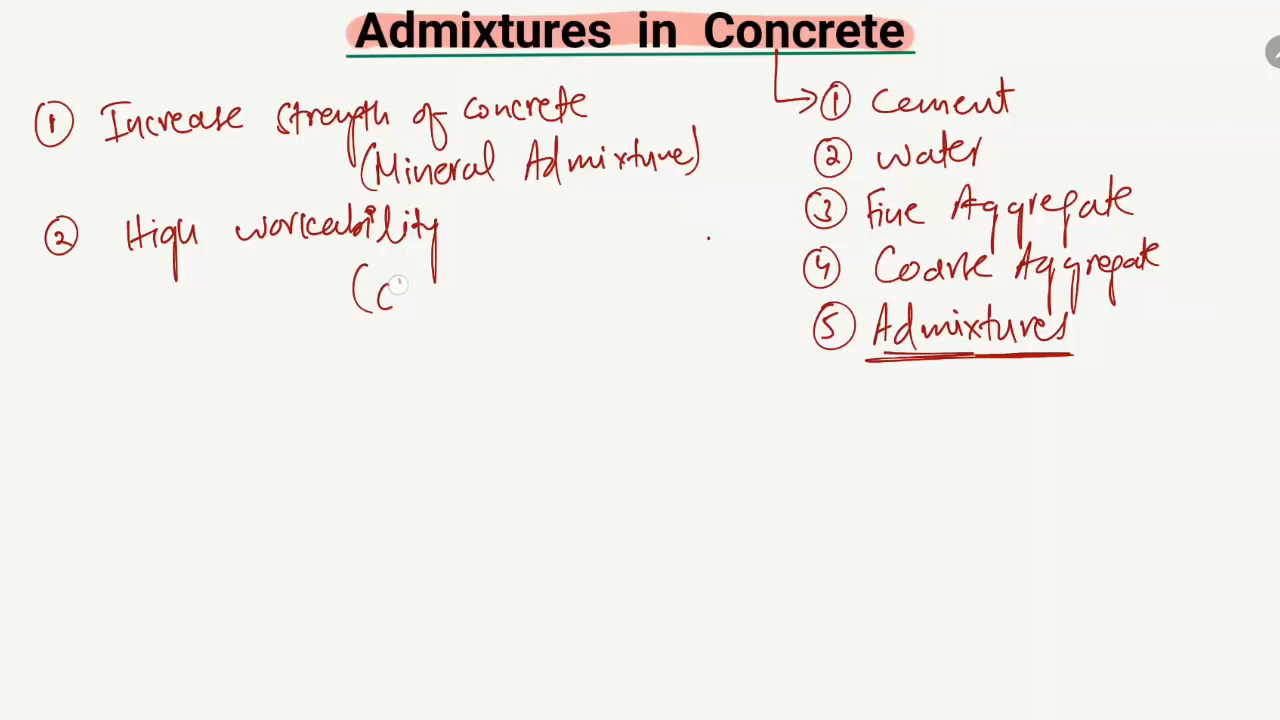 Admixtures in Concrete
① Increase strength of concrete
(Mineral Admixture)
② High workability
(C
① Cement
② Water
③ Fine Aggregate
④ Coarse Aggregate
⑤ Admixtures